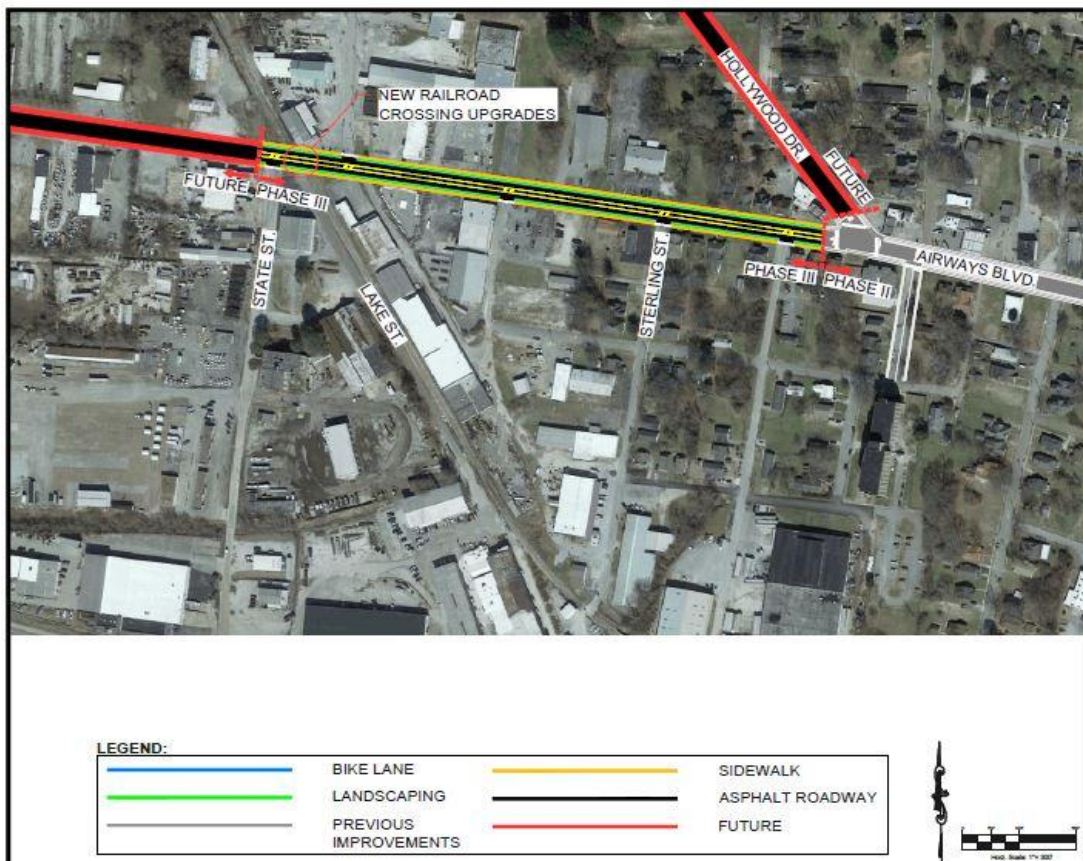 NEW RAILROAD
CROSSING UPGRADES
HOLLYWOOD DR.
FUTURE
FUTURE
PHASE III
STATE ST.
LAKE ST.
STERLING ST.
PHASE III
PHASE II
AIRWAYS BLVD.
LEGEND:
BIKE LANE
SIDEWALK
LANDSCAPING
ASPHALT ROADWAY
PREVIOUS
IMPROVEMENTS
FUTURE